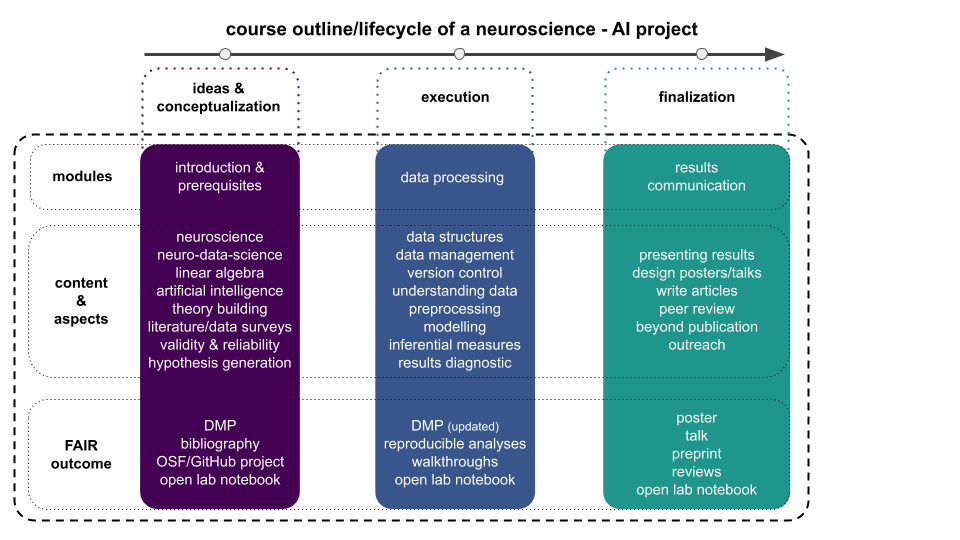 course outline/lifecycle of a neuroscience - AI project
ideas &
conceptualization
execution
finalization
modules
introduction &
prerequisites
data processing
results
communication
content
&
aspects
neuroscience
neuro-data-science
linear algebra
artificial intelligence
theory building
literature/data surveys
validity & reliability
hypothesis generation
data structures
data management
version control
understanding data
preprocessing
modelling
inferential measures
results diagnostic
presenting results
design posters/talks
write articles
peer review
beyond publication
outreach
FAIR
outcome
DMP
bibliography
OSF/GitHub project
open lab notebook
DMP (updated)
reproducible analyses
walkthroughs
open lab notebook
poster
talk
preprint
reviews
open lab notebook